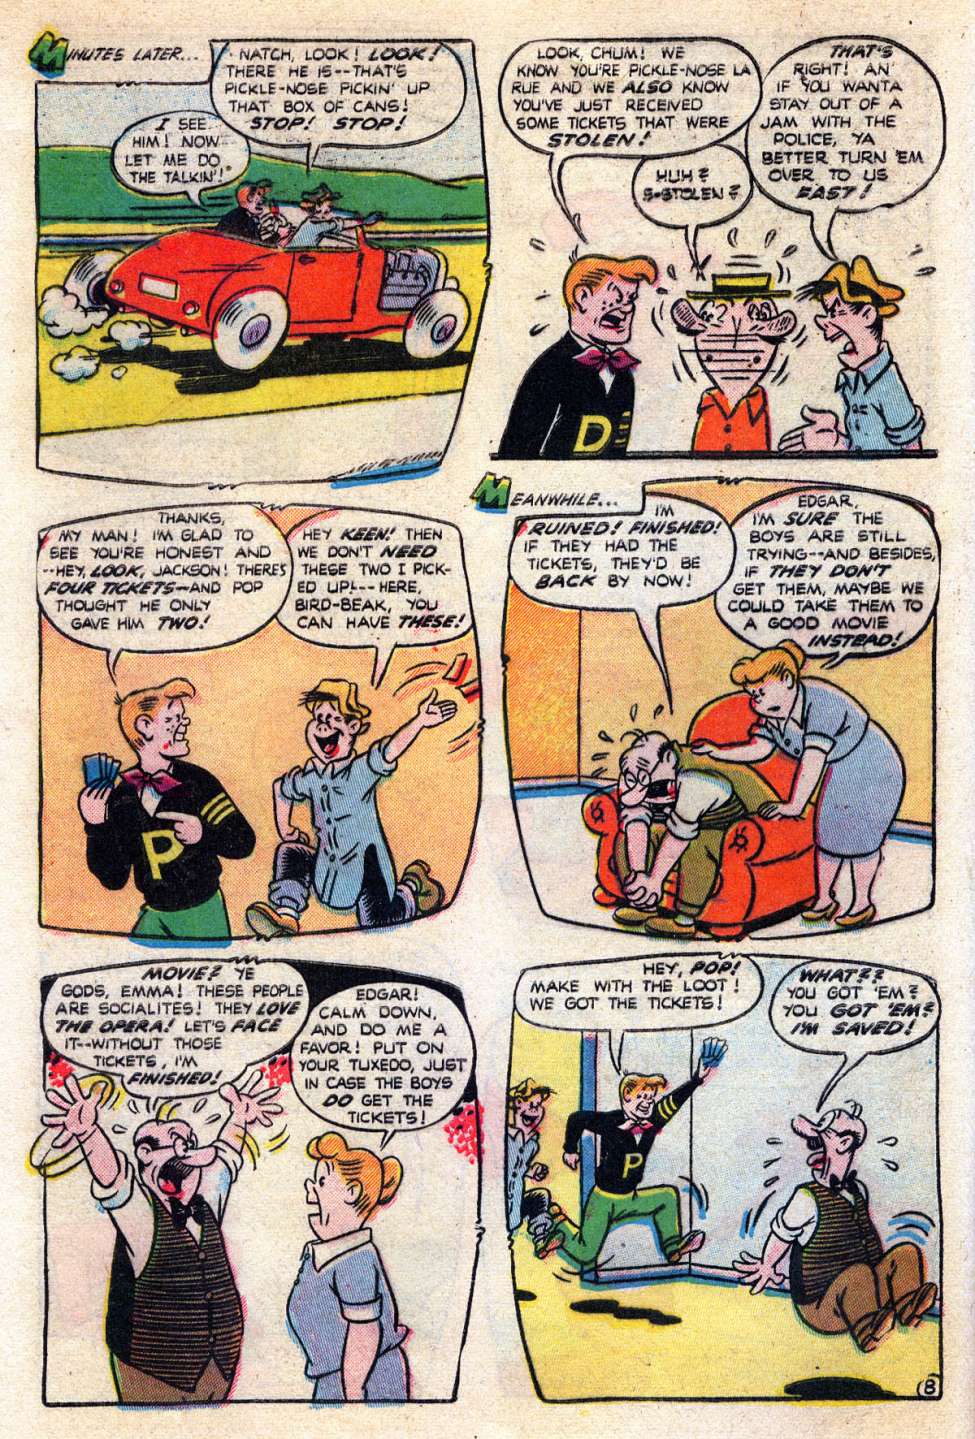 MINUTES LATER...
NATCH, LOOK! LOOK!
THERE HE IS--THAT'S
PICKLE-NOSE PICKIN' UP
THAT BOX OF CANS!
STOP! STOP!
I SEE
HIM! NOW
LET ME DO
THE TALKIN'!
LOOK, CHUM! WE
KNOW YOU'RE PICKLE-NOSE LA
RUE AND WE ALSO KNOW
YOU'VE JUST RECEIVED
SOME TICKETS THAT WERE
STOLEN!
HUH?
S-STOLEN?
THAT'S
RIGHT! AN'
IF YOU WANTA
STAY OUT OF A
JAM WITH THE
POLICE, YA
BETTER TURN 'EM
OVER TO US
FAST!
D
THANKS,
MY MAN! I'M GLAD TO
SEE YOU'RE HONEST AND
--HEY, LOOK, JACKSON! THERE'S
FOUR TICKETS--AND POP
THOUGHT HE ONLY
GAVE HIM TWO!
HEY KEEN! THEN
WE DON'T NEED
THESE TWO I PICK-
ED UP!--HERE,
BIRD-BEAK, YOU
CAN HAVE THESE!
P
MEANWHILE...
I'M
RUINED! FINISHED!
IF THEY HAD THE
TICKETS, THEY'D BE
BACK BY NOW!
EDGAR,
I'M SURE THE
BOYS ARE STILL
TRYING--AND BESIDES,
IF THEY DON'T
GET THEM, MAYBE WE
COULD TAKE THEM TO
A GOOD MOVIE
INSTEAD!
MOVIE? YE
GODS, EMMA! THESE PEOPLE
ARE SOCIALITES! THEY LOVE
THE OPERA! LET'S FACE
IT--WITHOUT THOSE
TICKETS, I'M
FINISHED!
EDGAR!
CALM DOWN,
AND DO ME A
FAVOR! PUT ON
YOUR TUXEDO, JUST
IN CASE THE BOYS
DO GET THE
TICKETS!
HEY, POP!
MAKE WITH THE LOOT!
WE GOT THE TICKETS!
WHAT??
YOU GOT 'EM?
YOU GOT 'EM?
I'M SAVED!
P
8